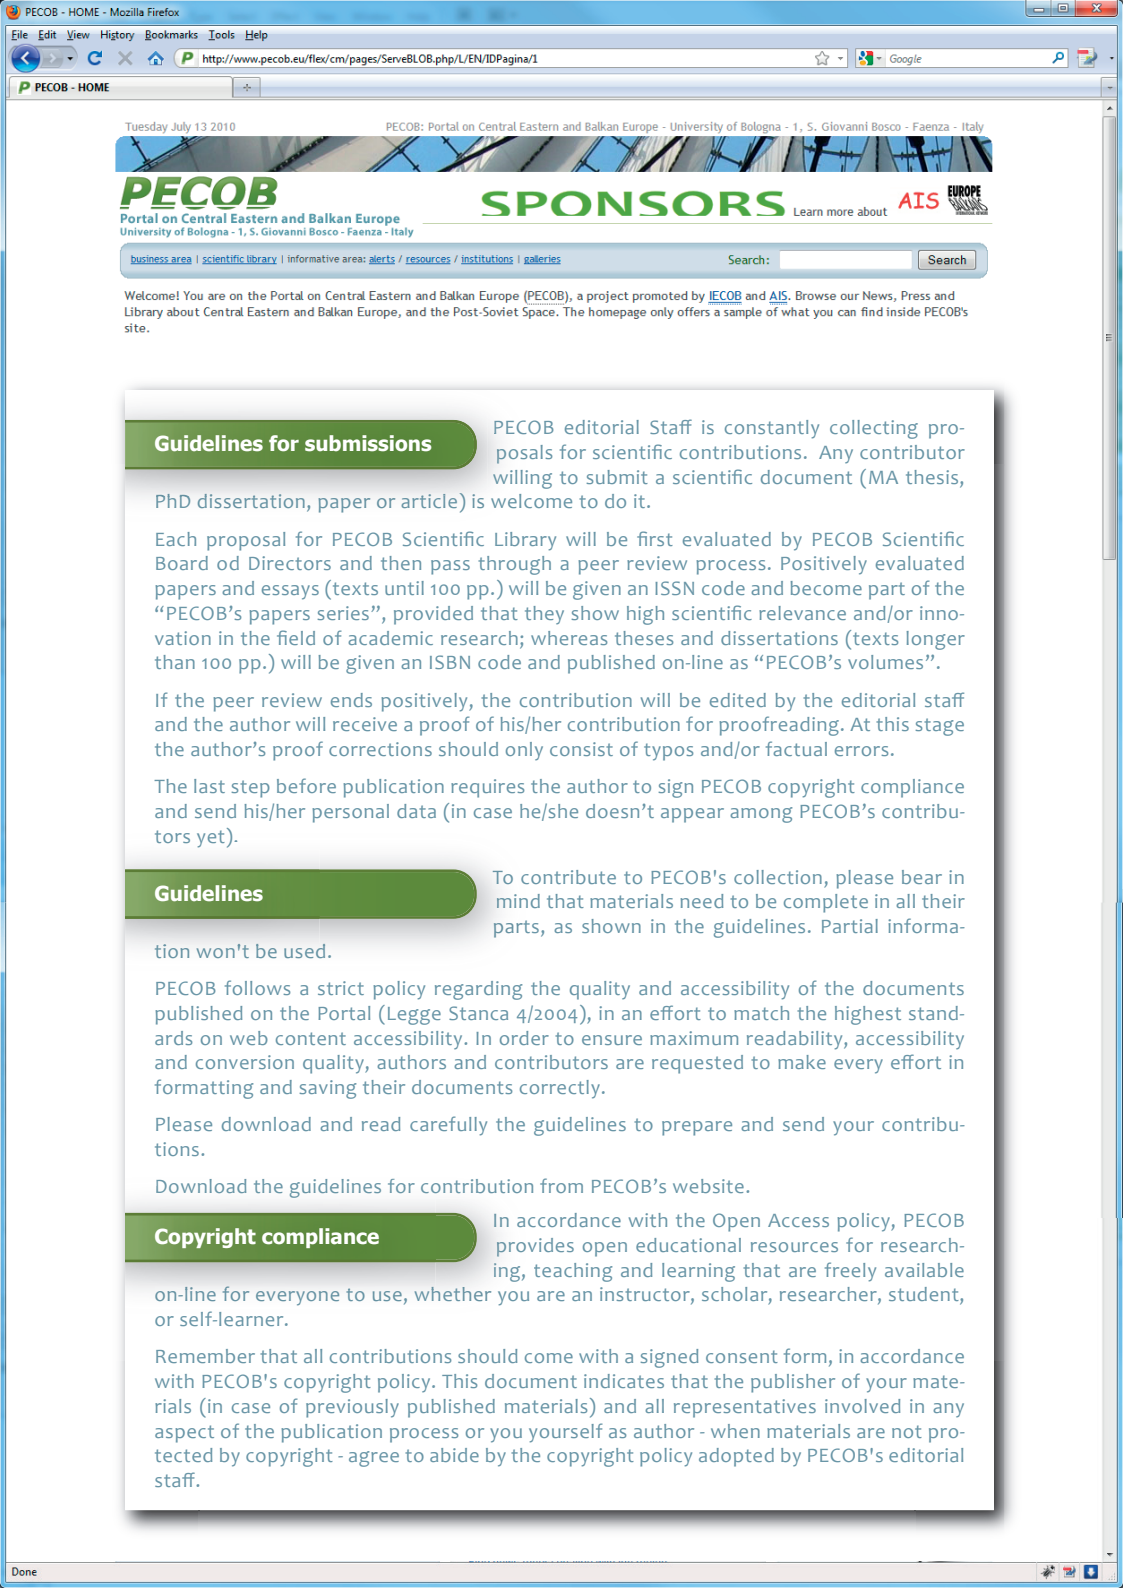 PECOB - HOME - Mozilla Firefox
File Edit View History Bookmarks Tools Help
http://www.pecob.eu/flex/cm/pages/ServeBLOB.php/L/EN/IDPagina/1
Google
PECOB - HOME
Tuesday July 13 2010 PECOB: Portal on Central Eastern and Balkan Europe - University of Bologna - 1, S. Giovanni Bosco - Faenza - Italy
PECOB
Portal on Central Eastern and Balkan Europe
University of Bologna - 1, S. Giovanni Bosco - Faenza - Italy
SPONSORS Learn more about AIS EUROPE
business area | scientific library | informative area: alerts / resources / institutions | galleries Search: Search
Welcome! You are on the Portal on Central Eastern and Balkan Europe (PECOB), a project promoted by IECOB and AIS. Browse our News, Press and
Library about Central Eastern and Balkan Europe, and the Post-Soviet Space. The homepage only offers a sample of what you can find inside PECOB's
site.
Guidelines for submissions
PECOB editorial Staff is constantly collecting pro-
posals for scientific contributions. Any contributor
willing to submit a scientific document (MA thesis,
PhD dissertation, paper or article) is welcome to do it.
Each proposal for PECOB Scientific Library will be first evaluated by PECOB Scientific
Board od Directors and then pass through a peer review process. Positively evaluated
papers and essays (texts until 100 pp.) will be given an ISSN code and become part of the
“PECOB’s papers series”, provided that they show high scientific relevance and/or inno-
vation in the field of academic research; whereas theses and dissertations (texts longer
than 100 pp.) will be given an ISBN code and published on-line as “PECOB’s volumes”.
If the peer review ends positively, the contribution will be edited by the editorial staff
and the author will receive a proof of his/her contribution for proofreading. At this stage
the author’s proof corrections should only consist of typos and/or factual errors.
The last step before publication requires the author to sign PECOB copyright compliance
and send his/her personal data (in case he/she doesn’t appear among PECOB’s contribu-
tors yet).
Guidelines
To contribute to PECOB's collection, please bear in
mind that materials need to be complete in all their
parts, as shown in the guidelines. Partial informa-
tion won't be used.
PECOB follows a strict policy regarding the quality and accessibility of the documents
published on the Portal (Legge Stanca 4/2004), in an effort to match the highest stand-
ards on web content accessibility. In order to ensure maximum readability, accessibility
and conversion quality, authors and contributors are requested to make every effort in
formatting and saving their documents correctly.
Please download and read carefully the guidelines to prepare and send your contribu-
tions.
Download the guidelines for contribution from PECOB’s website.
Copyright compliance
In accordance with the Open Access policy, PECOB
provides open educational resources for research-
ing, teaching and learning that are freely available
on-line for everyone to use, whether you are an instructor, scholar, researcher, student,
or self-learner.
Remember that all contributions should come with a signed consent form, in accordance
with PECOB's copyright policy. This document indicates that the publisher of your mate-
rials (in case of previously published materials) and all representatives involved in any
aspect of the publication process or you yourself as author - when materials are not pro-
tected by copyright - agree to abide by the copyright policy adopted by PECOB's editorial
staff.
Done